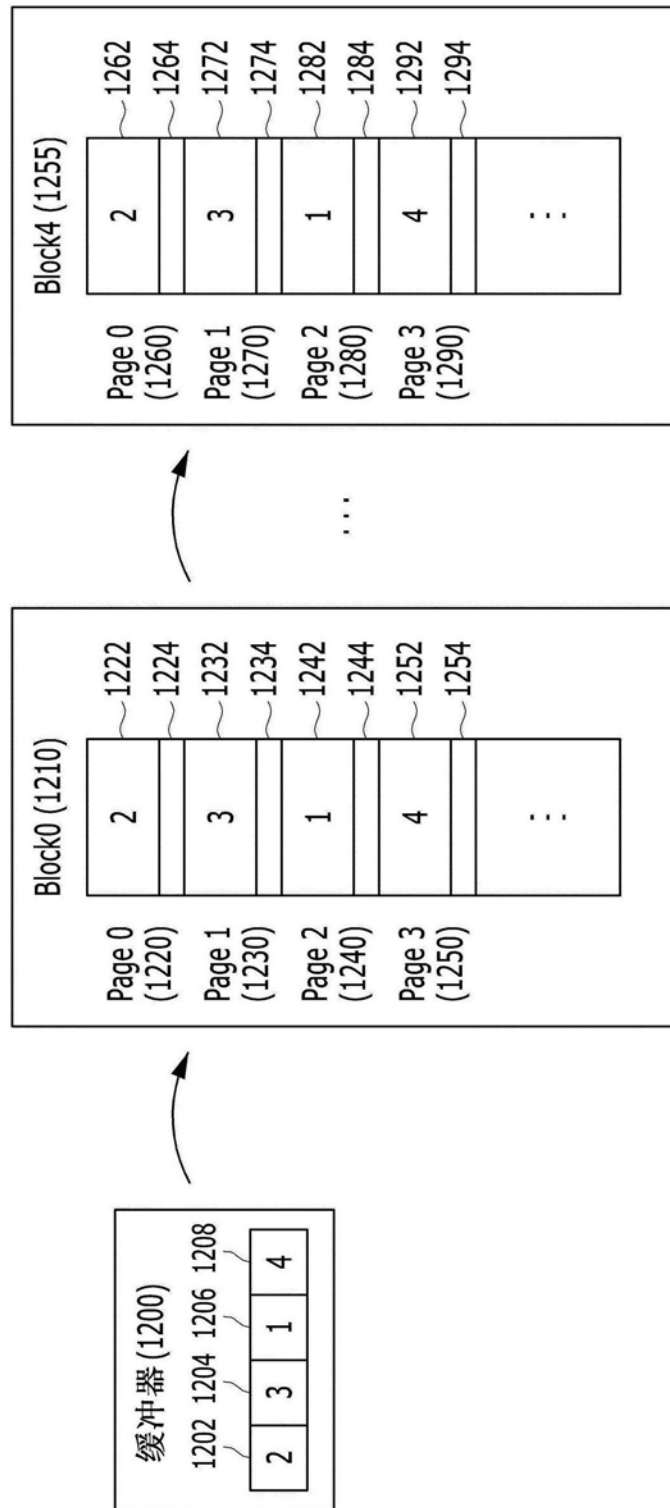 缓冲器 (1200)
1202 1204 1206 1208
2 3 1 4
Block0 (1210)
Page 0
(1220)
2
1222
1224
Page 1
(1230)
3
1232
1234
Page 2
(1240)
1
1242
1244
Page 3
(1250)
4
1252
1254
...
...
Block4 (1255)
Page 0
(1260)
2
1262
1264
Page 1
(1270)
3
1272
1274
Page 2
(1280)
1
1282
1284
Page 3
(1290)
4
1292
1294
...